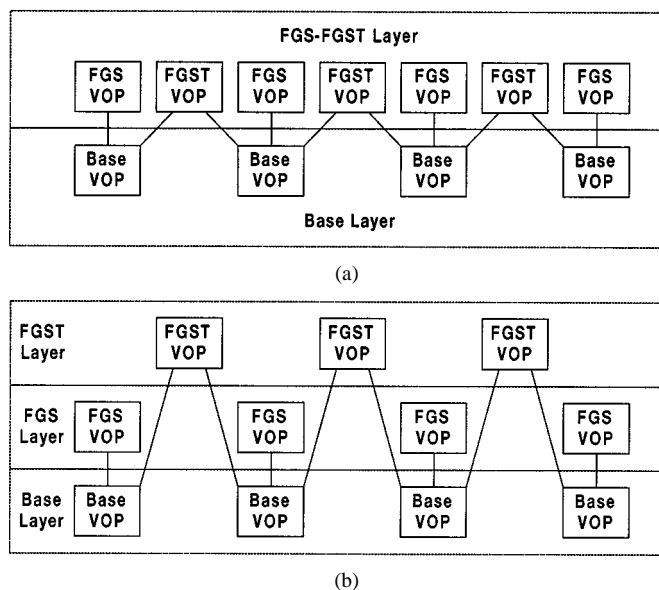 FGS-FGST Layer
FGS FGST FGS FGST FGS FGST FGS
VOP VOP VOP VOP VOP VOP VOP
Base Base Base Base
VOP VOP VOP VOP
Base Layer
(a)
FGST Layer
FGST VOP
FGST VOP
FGST VOP
FGS Layer
FGS VOP
FGS VOP
FGS VOP
FGS VOP
Base Layer
Base VOP
Base VOP
Base VOP
Base VOP
(b)